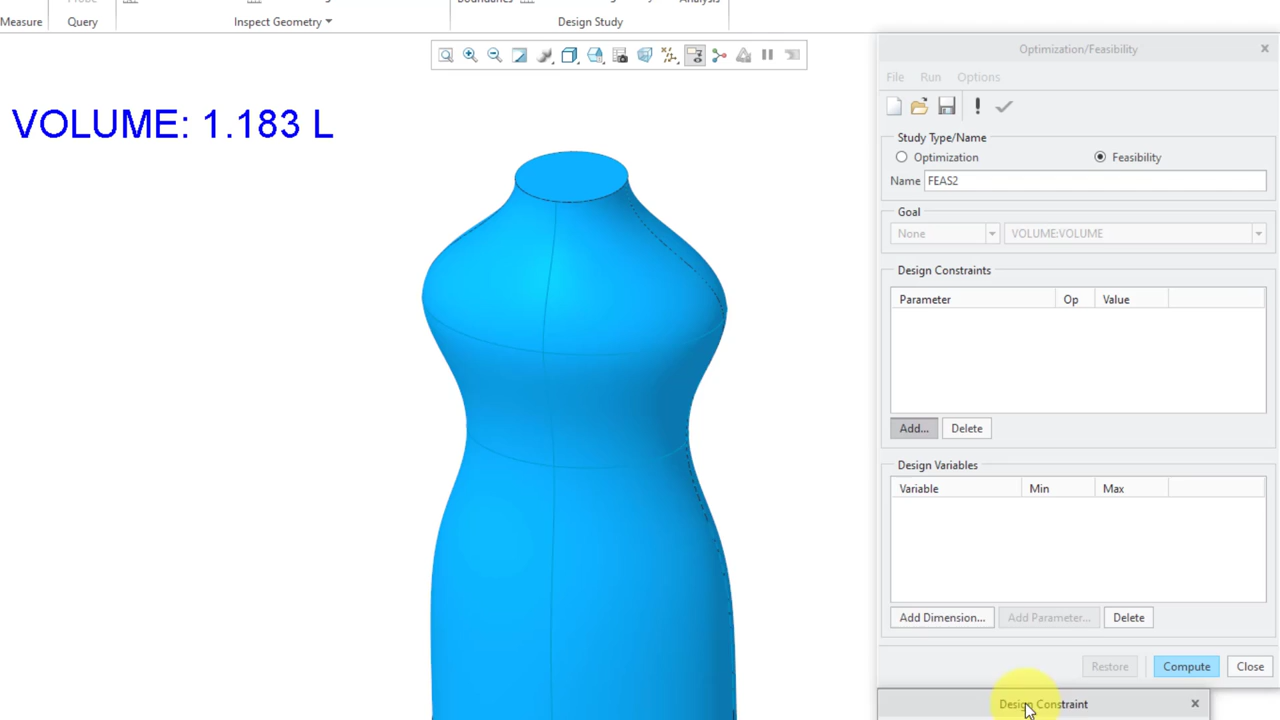 Measure
Query
Inspect Geometry
Design Study
VOLUME: 1.183 L
Optimization/Feasibility
File Run Options
Study Type/Name
Optimization Feasibility
Name FEAS2
Goal
None VOLUME:VOLUME
Design Constraints
Parameter Op Value
Add... Delete
Design Variables
Variable Min Max
Add Dimension... Add Parameter... Delete
Restore Compute Close
Design Constraint